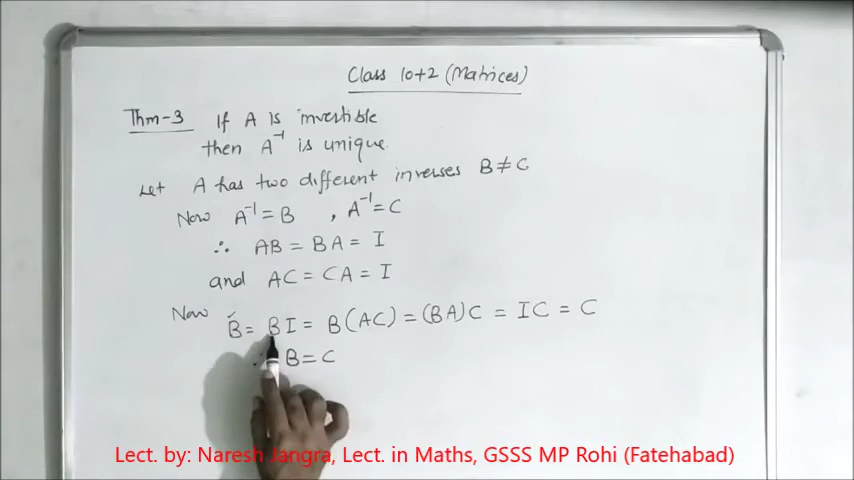 Class 10+2 (Matrices)
Thm-3 If A is invertible
then A⁻¹ is unique.
Let A has two different inverses B ≠ C
Now A⁻¹ = B , A⁻¹ = C
∴ AB = BA = I
and AC = CA = I
Now B = BI = B(AC) = (BA)C = IC = C
∴ B = C
Lect. by: Naresh Jangra, Lect. in Maths, GSSS MP Rohi (Fatehabad)